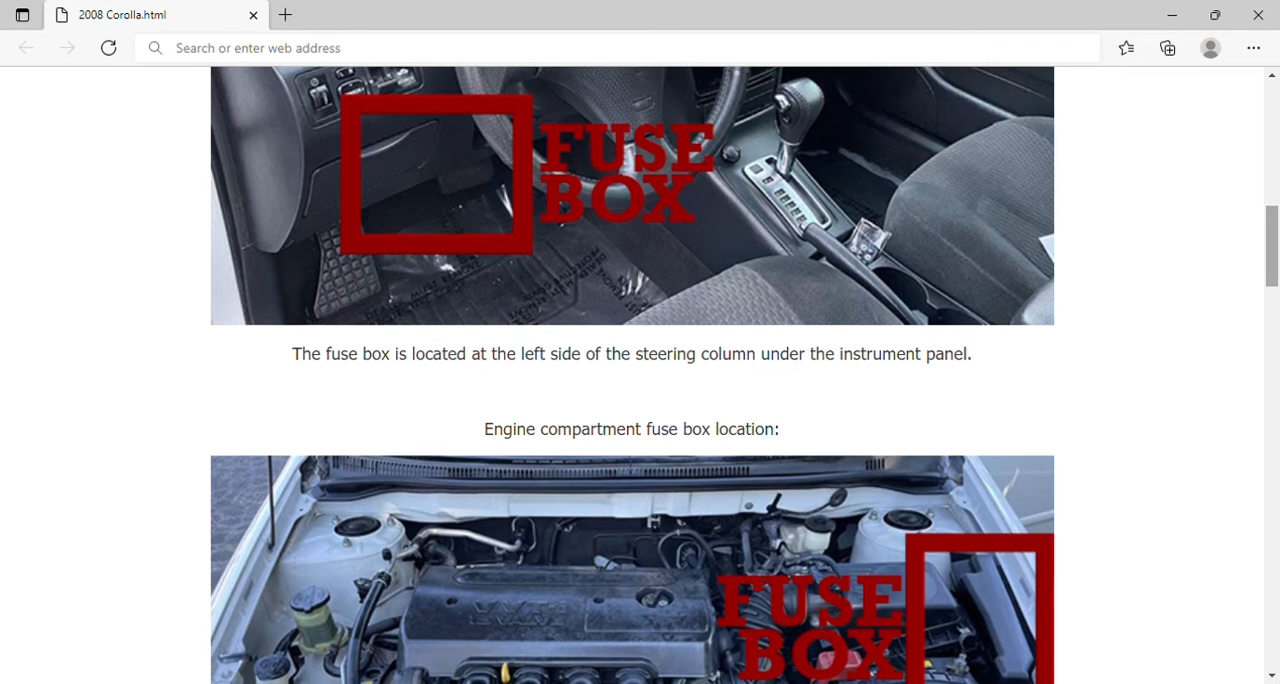 2008 Corolla.html
Search or enter web address
FUSE
BOX
The fuse box is located at the left side of the steering column under the instrument panel.
Engine compartment fuse box location:
FUSE
BOX